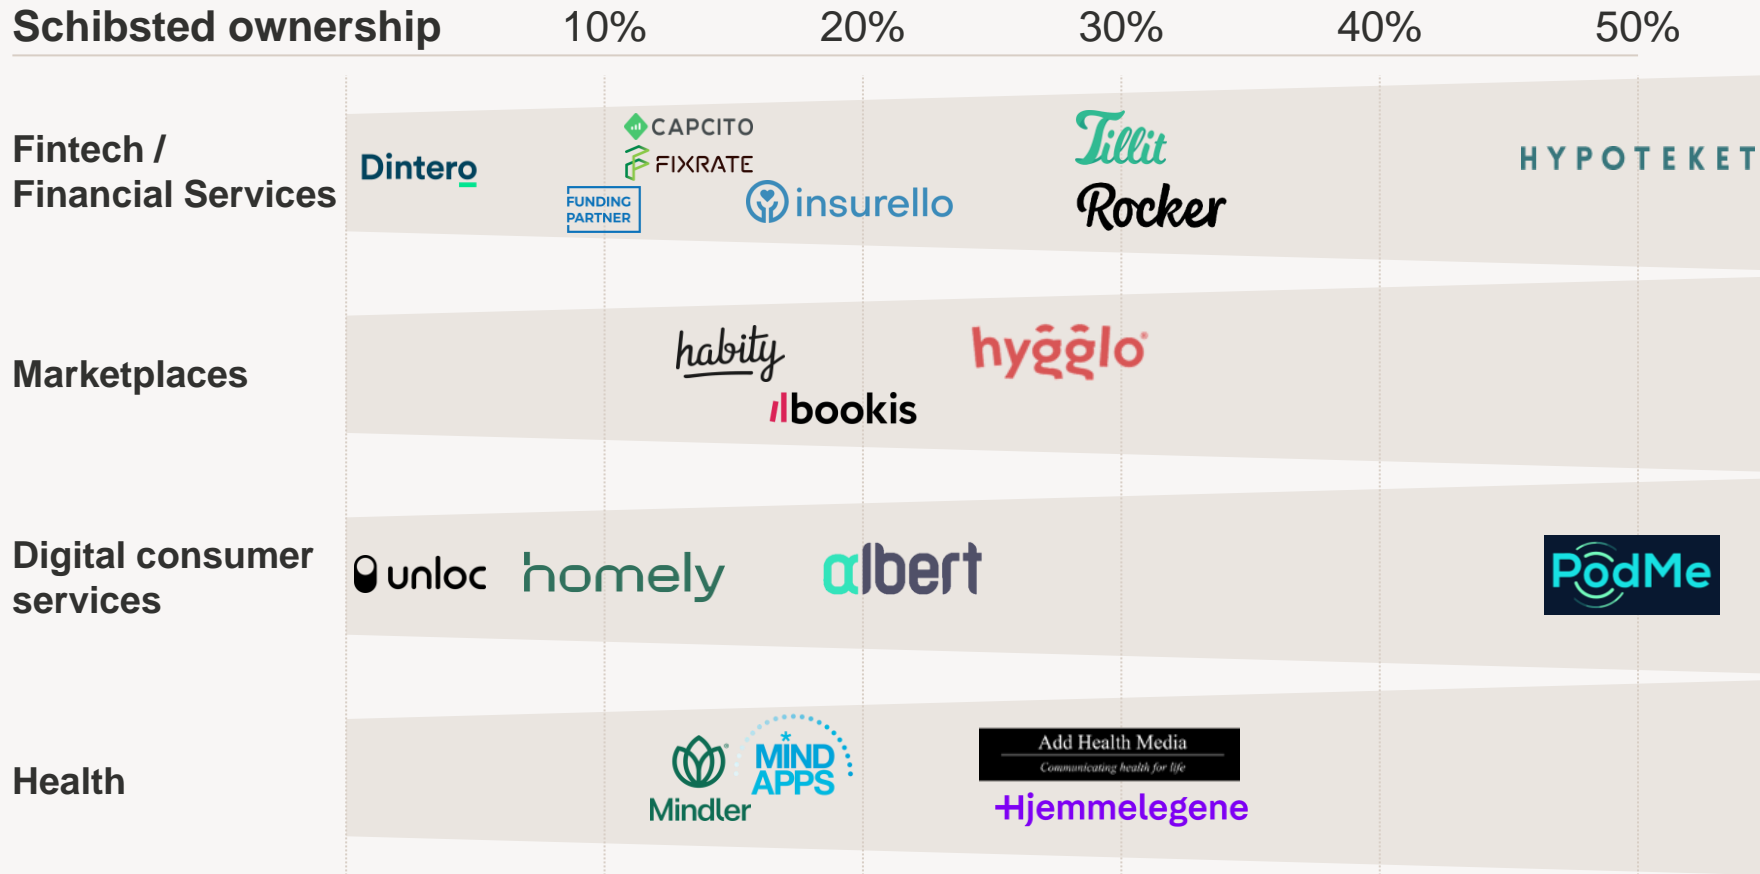 Schibsted ownership 10% 20% 30% 40% 50%
Fintech /
Financial Services
Dintero
CAPCITO
FIXRATE
FUNDING
PARTNER
insurello
Tillit
Rocker
HYPOTEKET
Marketplaces
habity
bookis
hygglo
Digital consumer
services
unloc
homely
albert
PodMe
Health
Mindler
MIND
APPS
Add Health Media
Communicating health for life
Hjemmelegene